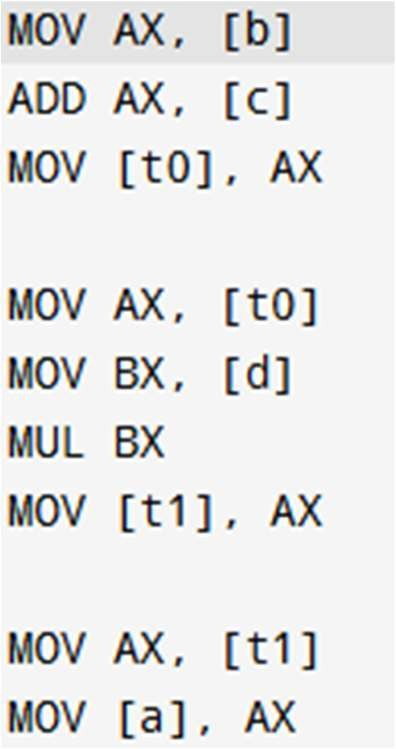 MOV AX, [b]
ADD AX, [c]
MOV [t0], AX
MOV AX, [t0]
MOV BX, [d]
MUL BX
MOV [t1], AX
MOV AX, [t1]
MOV [a], AX